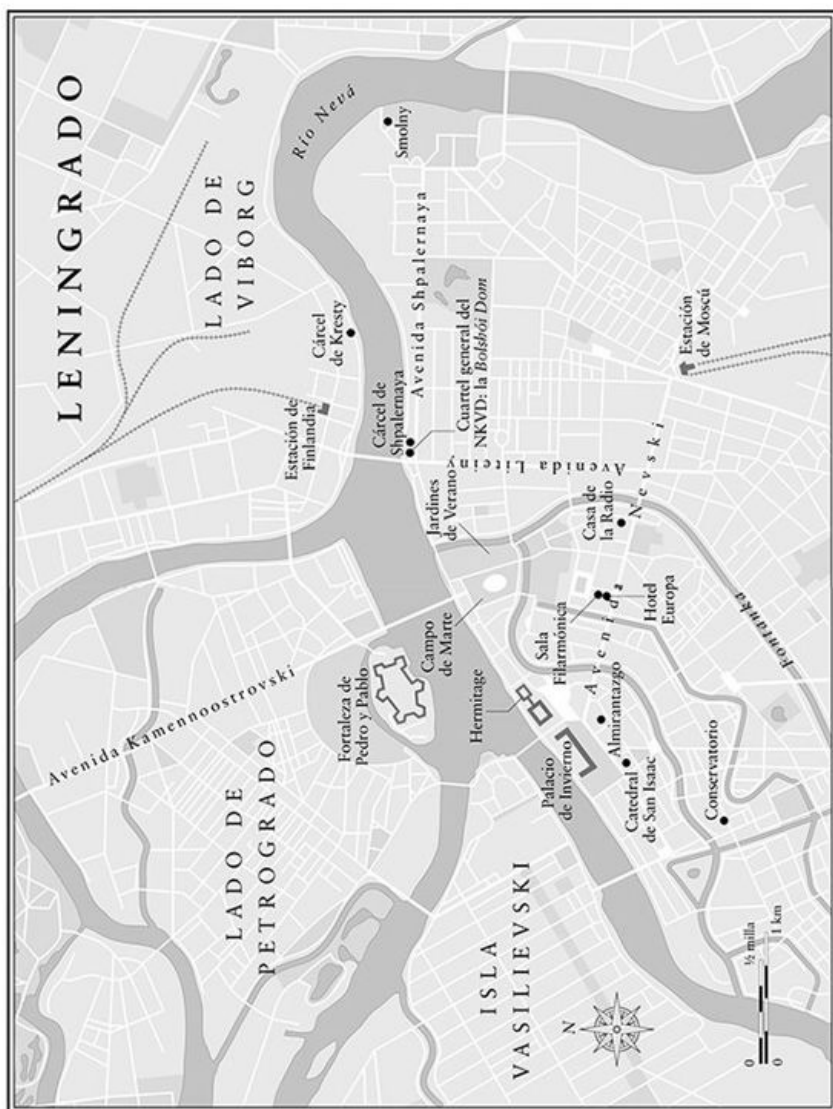 LENINGRADO
LADO DE
VIBORG
Río Nevá
Smolny
Cárcel
de Kresty
Estación de
Finlandia
Cárcel de
Shpalernaya
Avenida Shpalernaya
Cuartel general del
NKVD: la Bolshói Dom
Avenida Liteiny
Estación
de Moscú
Jardines
de Verano
Campo
de Marte
Avenida Kamennoostrovski
Fortaleza de
Pedro y Pablo
LADO DE
PETROGRADO
Hermitage
Palacio
de Invierno
Sala
Filarmónica
Casa de
la Radio
Avenida Nevski
Hotel
Europa
Fontanka
Almirantazgo
Catedral
de San Isaac
Conservatorio
ISLA
VASILIEVSKI
N
0 ½ milla
0 1 km